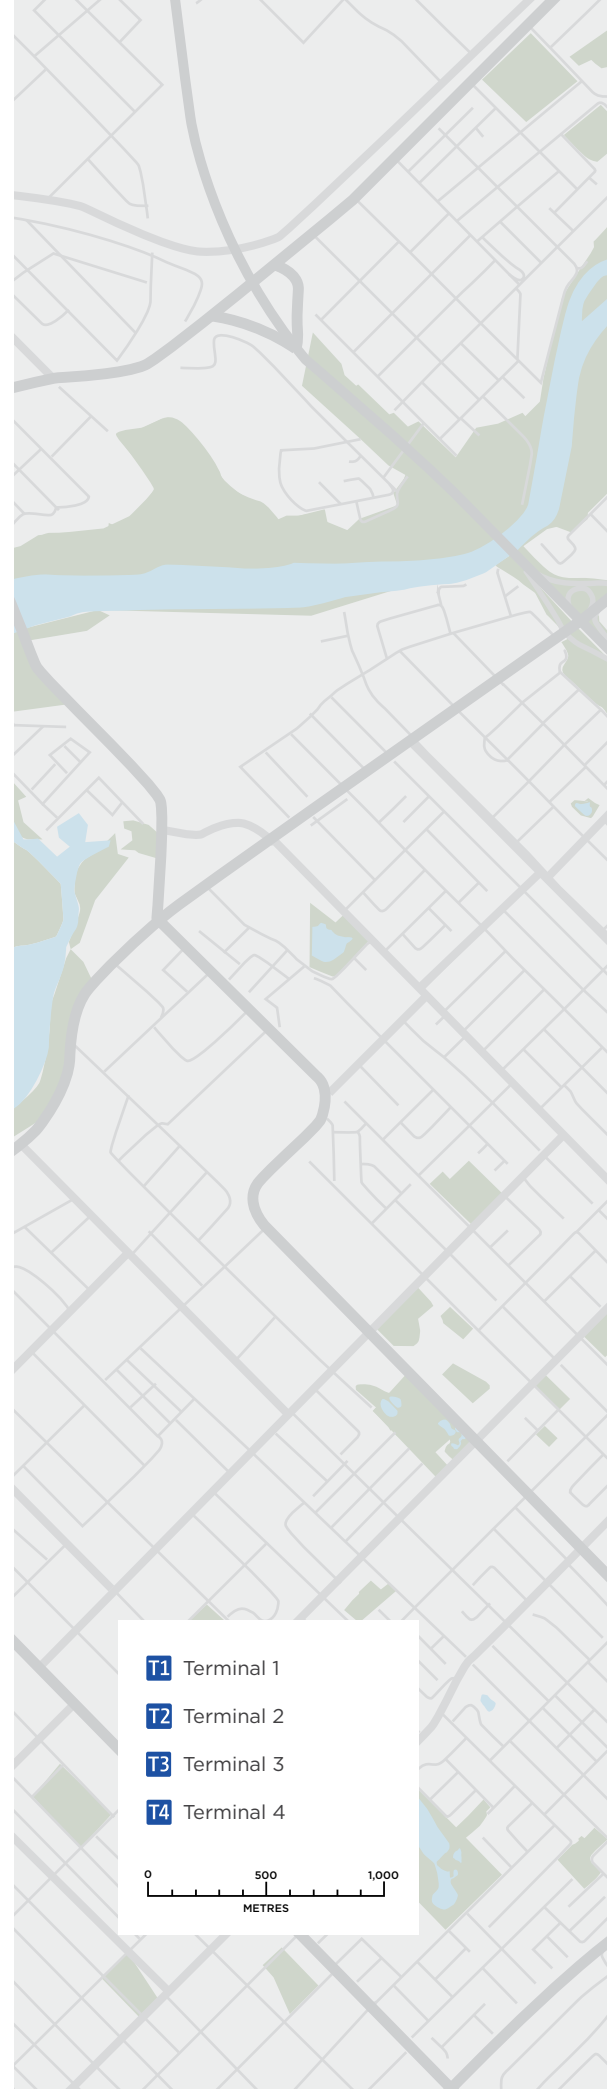 T1 Terminal 1
T2 Terminal 2
T3 Terminal 3
T4 Terminal 4
0 500 1,000
METRES